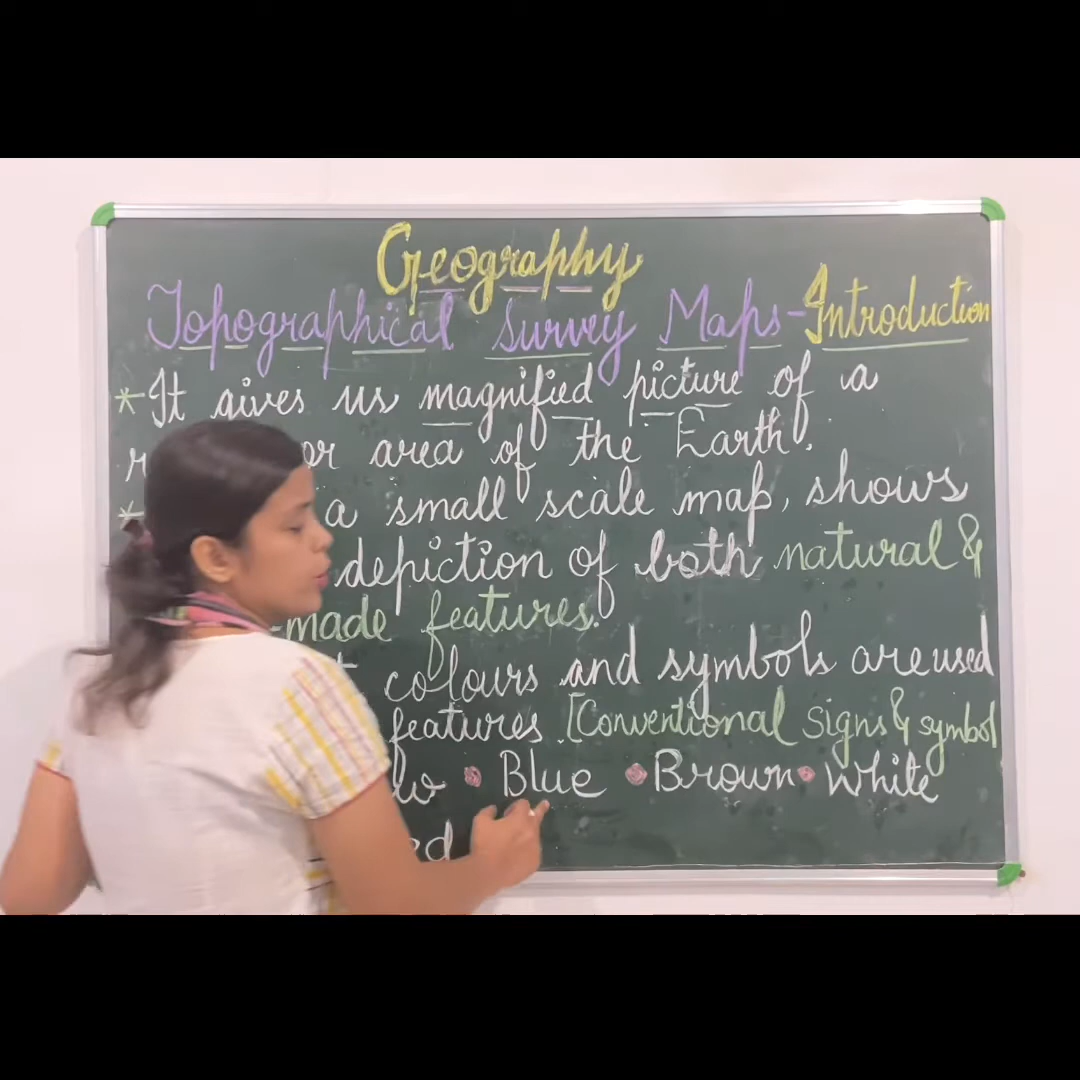 Geography
Topographical Survey Maps - Introduction
* It gives us magnified picture of a
area of the Earth.
* a small scale map, shows
depiction of both natural &
-made features.
colours and symbols are used
features. [Conventional Signs & symbol
• Blue • Brown • White